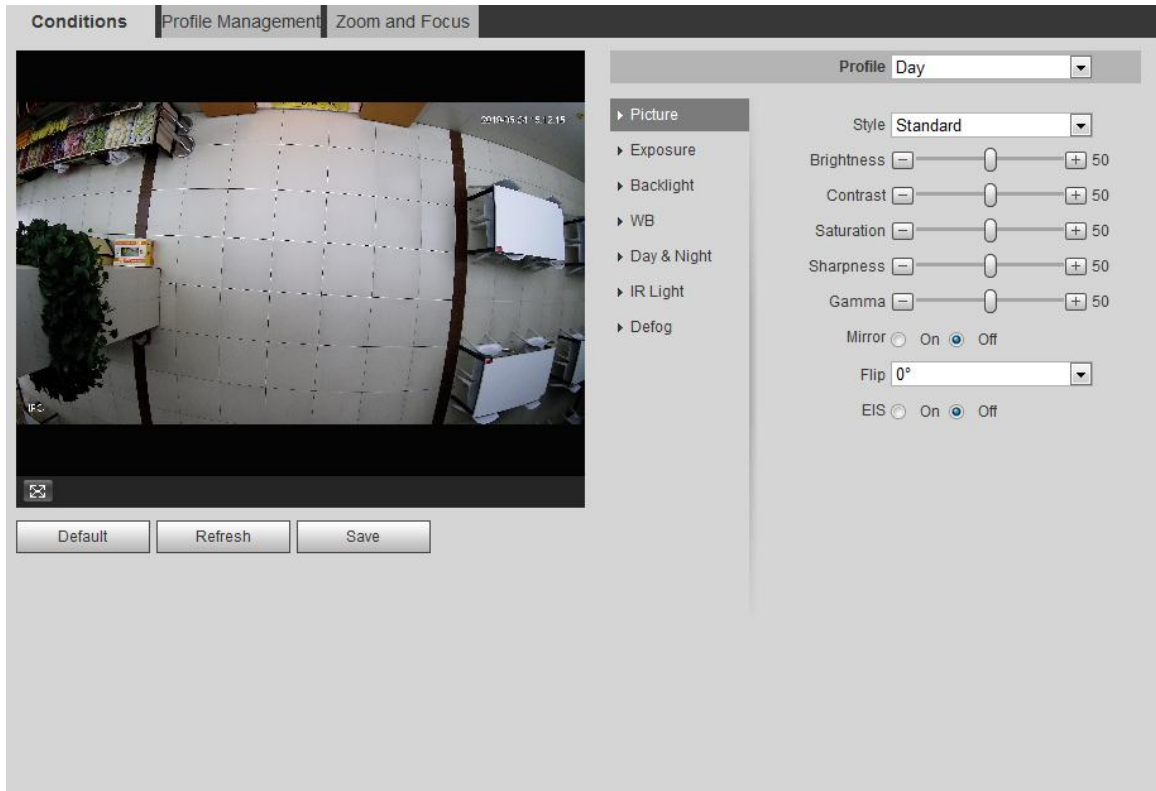 Conditions
Profile Management
Zoom and Focus
Profile Day
Picture
Exposure
Backlight
WB
Day & Night
IR Light
Defog
Style Standard
Brightness 50
Contrast 50
Saturation 50
Sharpness 50
Gamma 50
Mirror On Off
Flip 0°
EIS On Off
Default
Refresh
Save